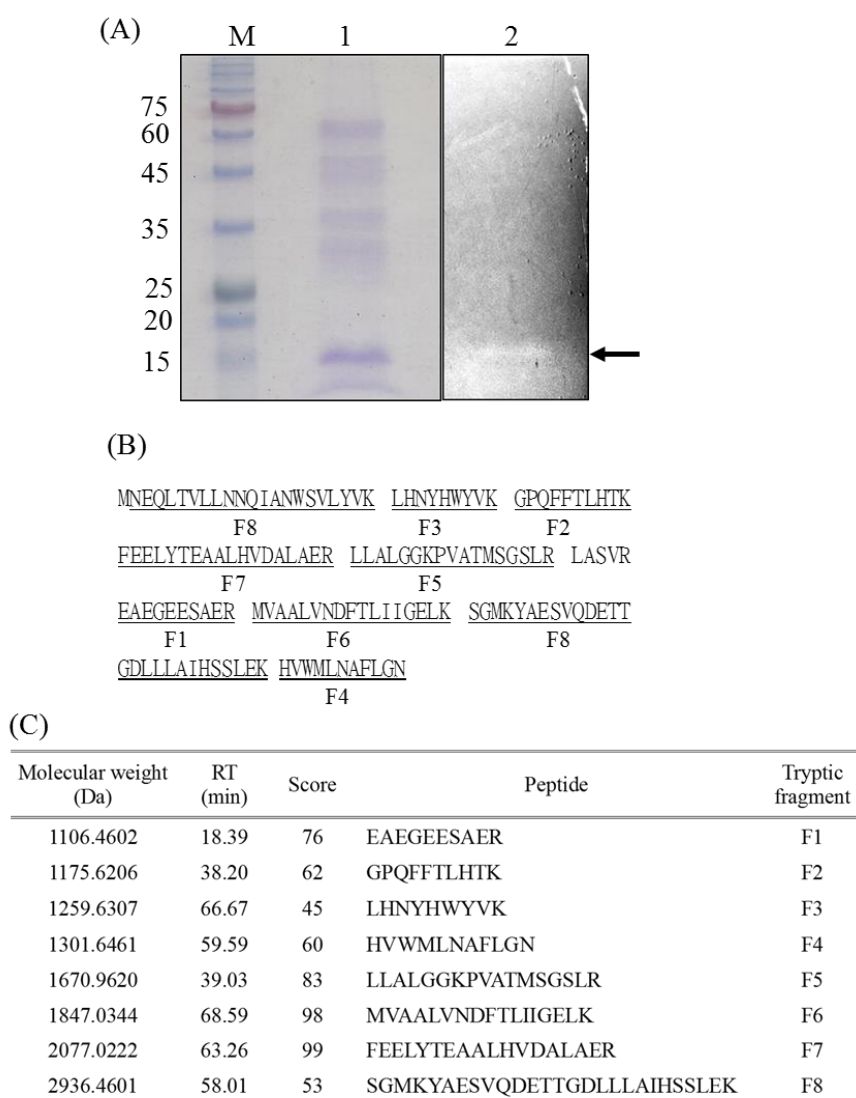 (A)
M 1 2
75
60
45
35
25
20
15
(B)
MNEQLTVLLNNQIANWSVLYVK LHNYHWYVK GPQFFTLHTK
F8 F3 F2
FEELYTEAALHVDALAER LLALGGKPVATMSGSLR LASVR
F7 F5
EAEGEESAER MVAALVNDFTLIIGELK SGMKYAESVQDETT
F1 F6 F8
GDLLLAIHSSLEK HVWMLNAFLGN
F4
(C)
Molecular weight (Da) RT (min) Score Peptide Tryptic fragment
1106.4602 18.39 76 EAEGEESAER F1
1175.6206 38.20 62 GPQFFTLHTK F2
1259.6307 66.67 45 LHNYHWYVK F3
1301.6461 59.59 60 HVWMLNAFLGN F4
1670.9620 39.03 83 LLALGGKPVATMSGSLR F5
1847.0344 68.59 98 MVAALVNDFTLIIGELK F6
2077.0222 63.26 99 FEELYTEAALHVDALAER F7
2936.4601 58.01 53 SGMKYAESVQDETTGDLLLAIHSSLEK F8